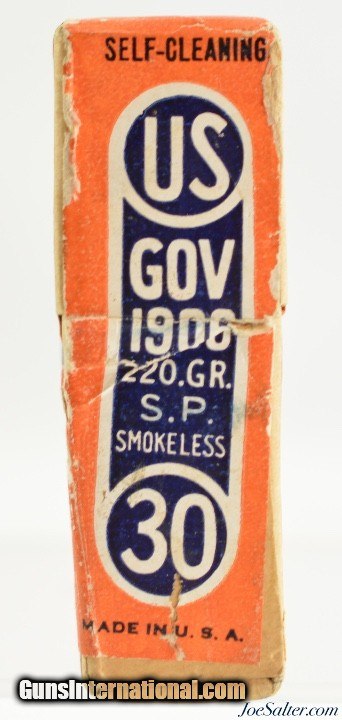 SELF-CLEANING
US
GOV
1906
220.GR.
S.P.
SMOKELESS
30
MADE IN U. S. A.
GunsInternational.com
JoeSalter.com